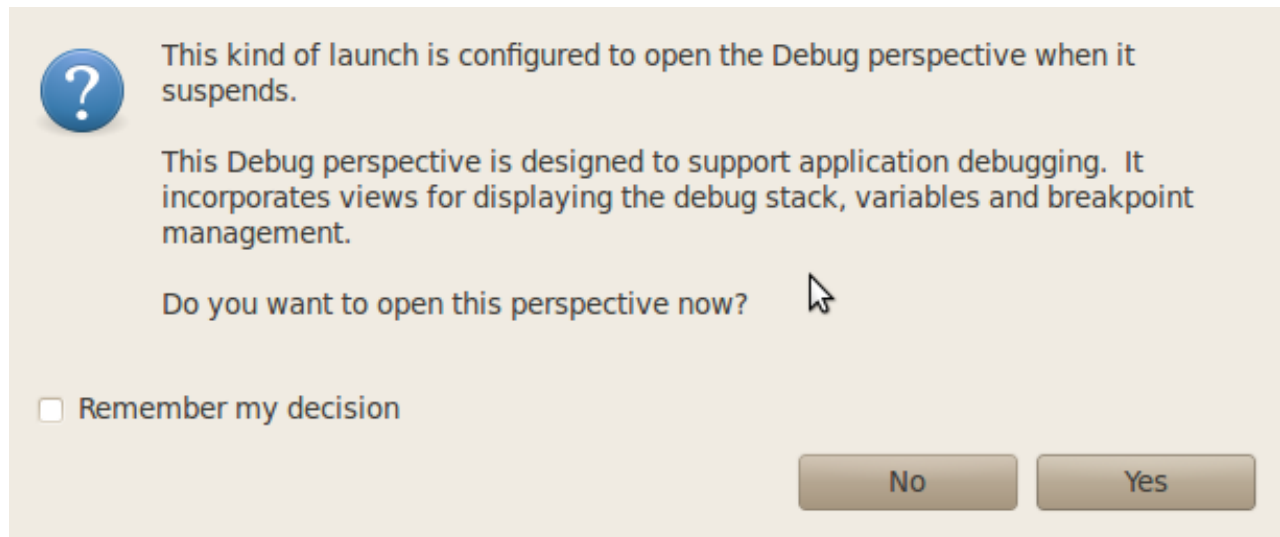 This kind of launch is configured to open the Debug perspective when it
suspends.
This Debug perspective is designed to support application debugging.  It
incorporates views for displaying the debug stack, variables and breakpoint
management.
Do you want to open this perspective now?
Remember my decision
No
Yes